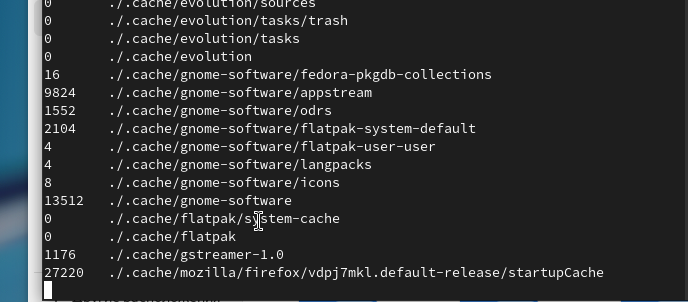 0 ./.cache/evolution/sources
0 ./.cache/evolution/tasks/trash
0 ./.cache/evolution/tasks
0 ./.cache/evolution
16 ./.cache/gnome-software/fedora-pkgdb-collections
9824 ./.cache/gnome-software/appstream
1552 ./.cache/gnome-software/odrs
2104 ./.cache/gnome-software/flatpak-system-default
4 ./.cache/gnome-software/flatpak-user-user
4 ./.cache/gnome-software/langpacks
8 ./.cache/gnome-software/icons
13512 ./.cache/gnome-software
0 ./.cache/flatpak/system-cache
0 ./.cache/flatpak
1176 ./.cache/gstreamer-1.0
27220 ./.cache/mozilla/firefox/vdpj7mkl.default-release/startupCache